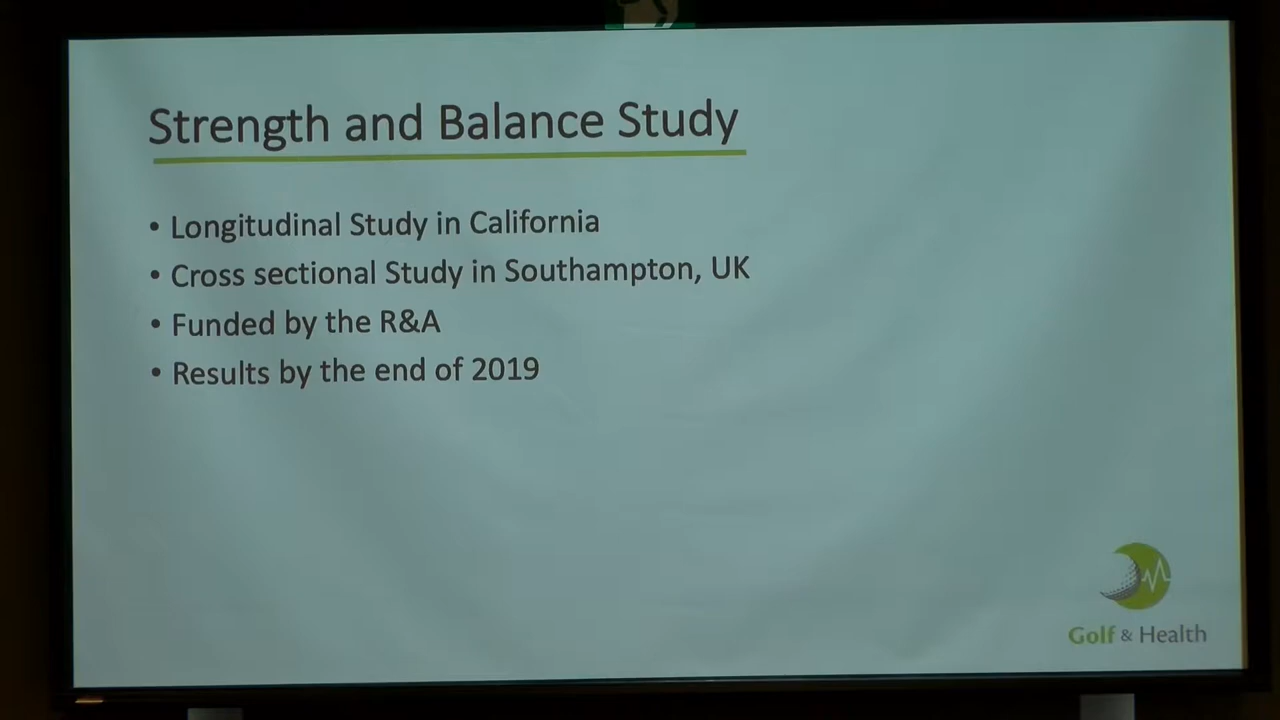 Strength and Balance Study
• Longitudinal Study in California
• Cross sectional Study in Southampton, UK
• Funded by the R&A
• Results by the end of 2019
Golf & Health